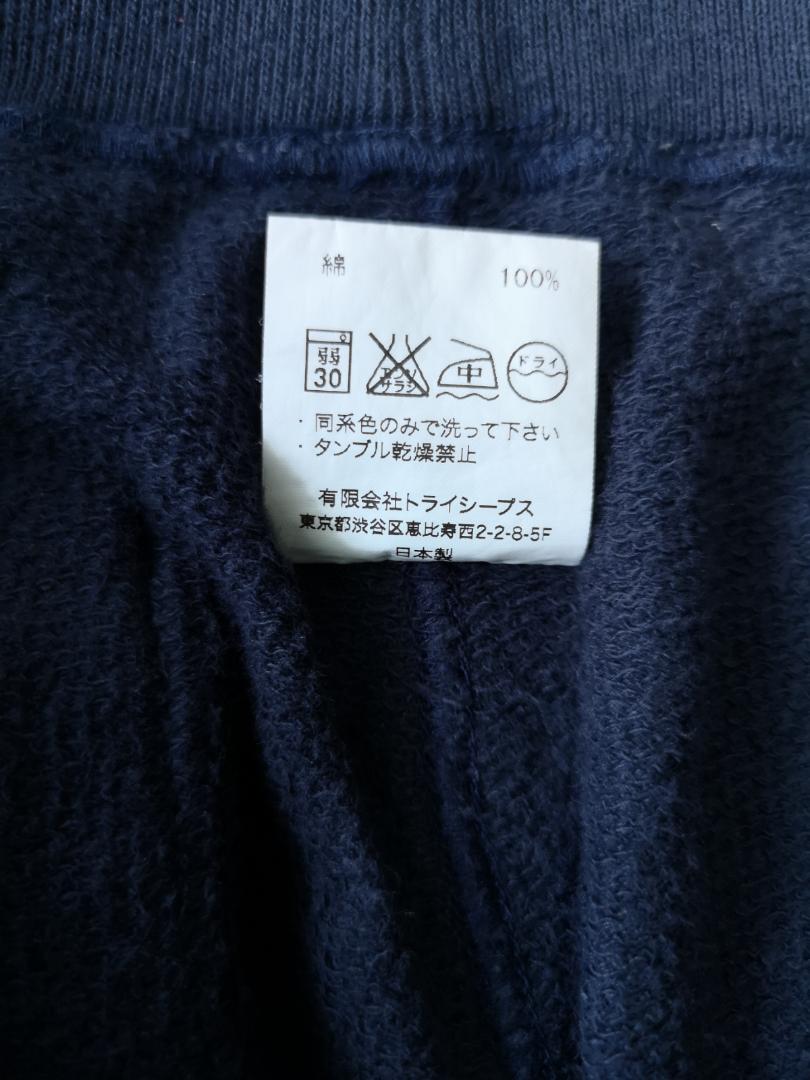 綿 100%
弱 中 ドライ
30 エンソ
サラシ
・同系色のみで洗って下さい
・タンブル乾燥禁止
有限会社トライシープス
東京都渋谷区恵比寿西2-2-8-5F
日本製